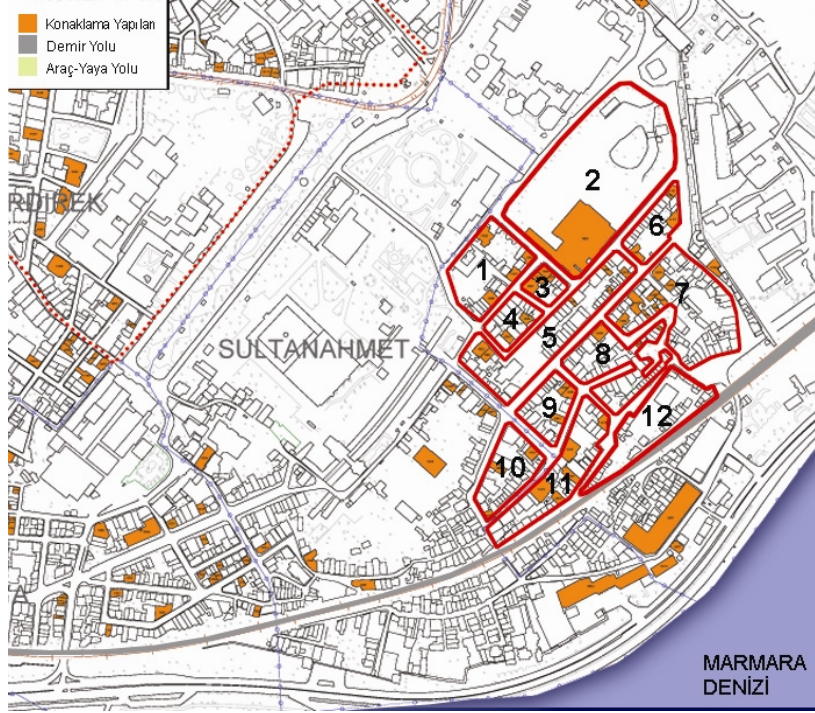 Konaklama Yapıları
Demir Yolu
Araç-Yaya Yolu
RDİREK
SULTANAHMET
1
2
3
4
5
6
7
8
9
10
11
12
A
MARMARA
DENİZİ